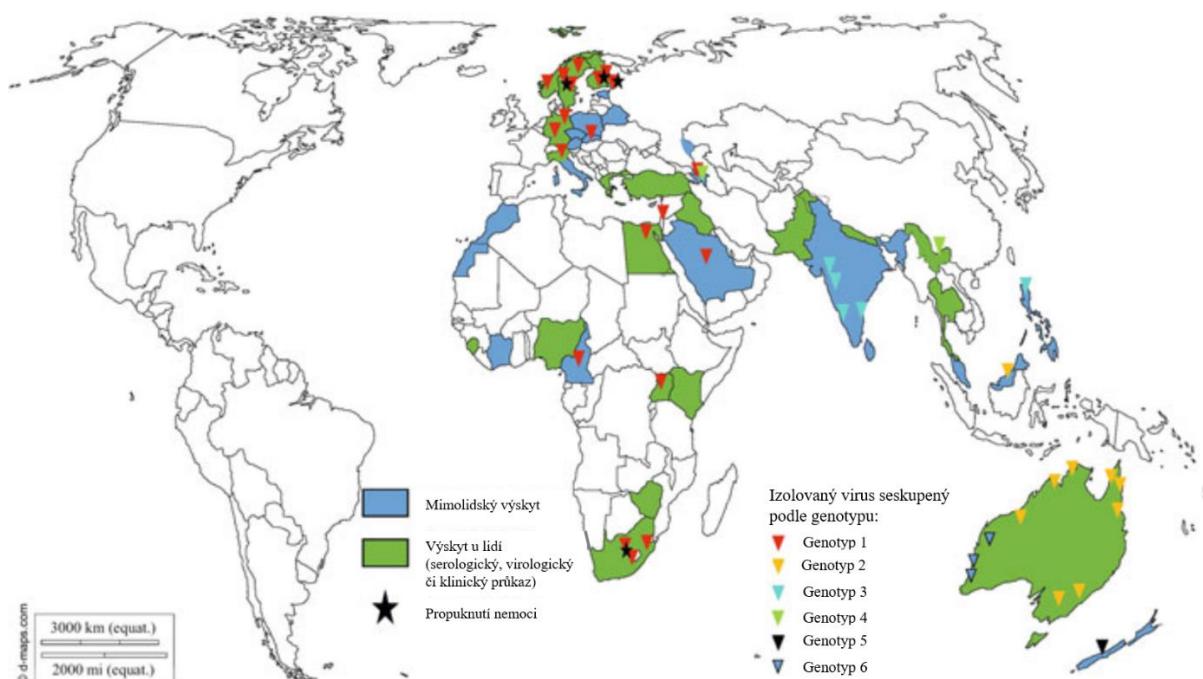 Mimolidský výskyt
Výskyt u lidí
(serologický, virologický
či klinický průkaz)
Propuknutí nemoci
Izolovaný virus seskupený
podle genotypu:
Genotyp 1
Genotyp 2
Genotyp 3
Genotyp 4
Genotyp 5
Genotyp 6
d-maps.com
3000 km (equat.)
2000 mi (equat.)